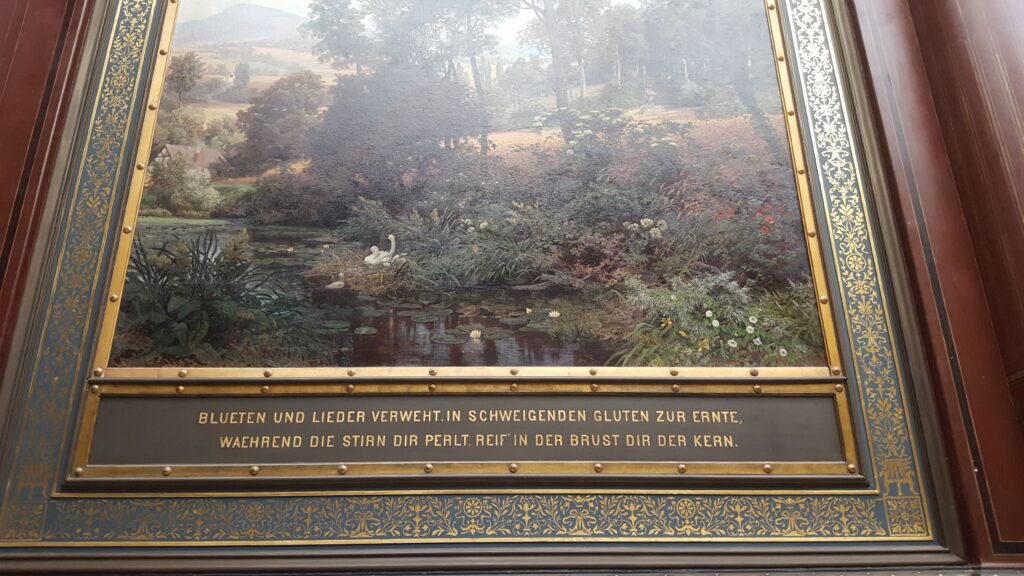 BLUETEN UND LIEDER VERWEHT. IN SCHWEIGENDEN GLUTEN ZUR ERNTE,
WAEHREND DIE STIRN DIR PERLT, REIF' IN DER BRUST DIR DER KERN.